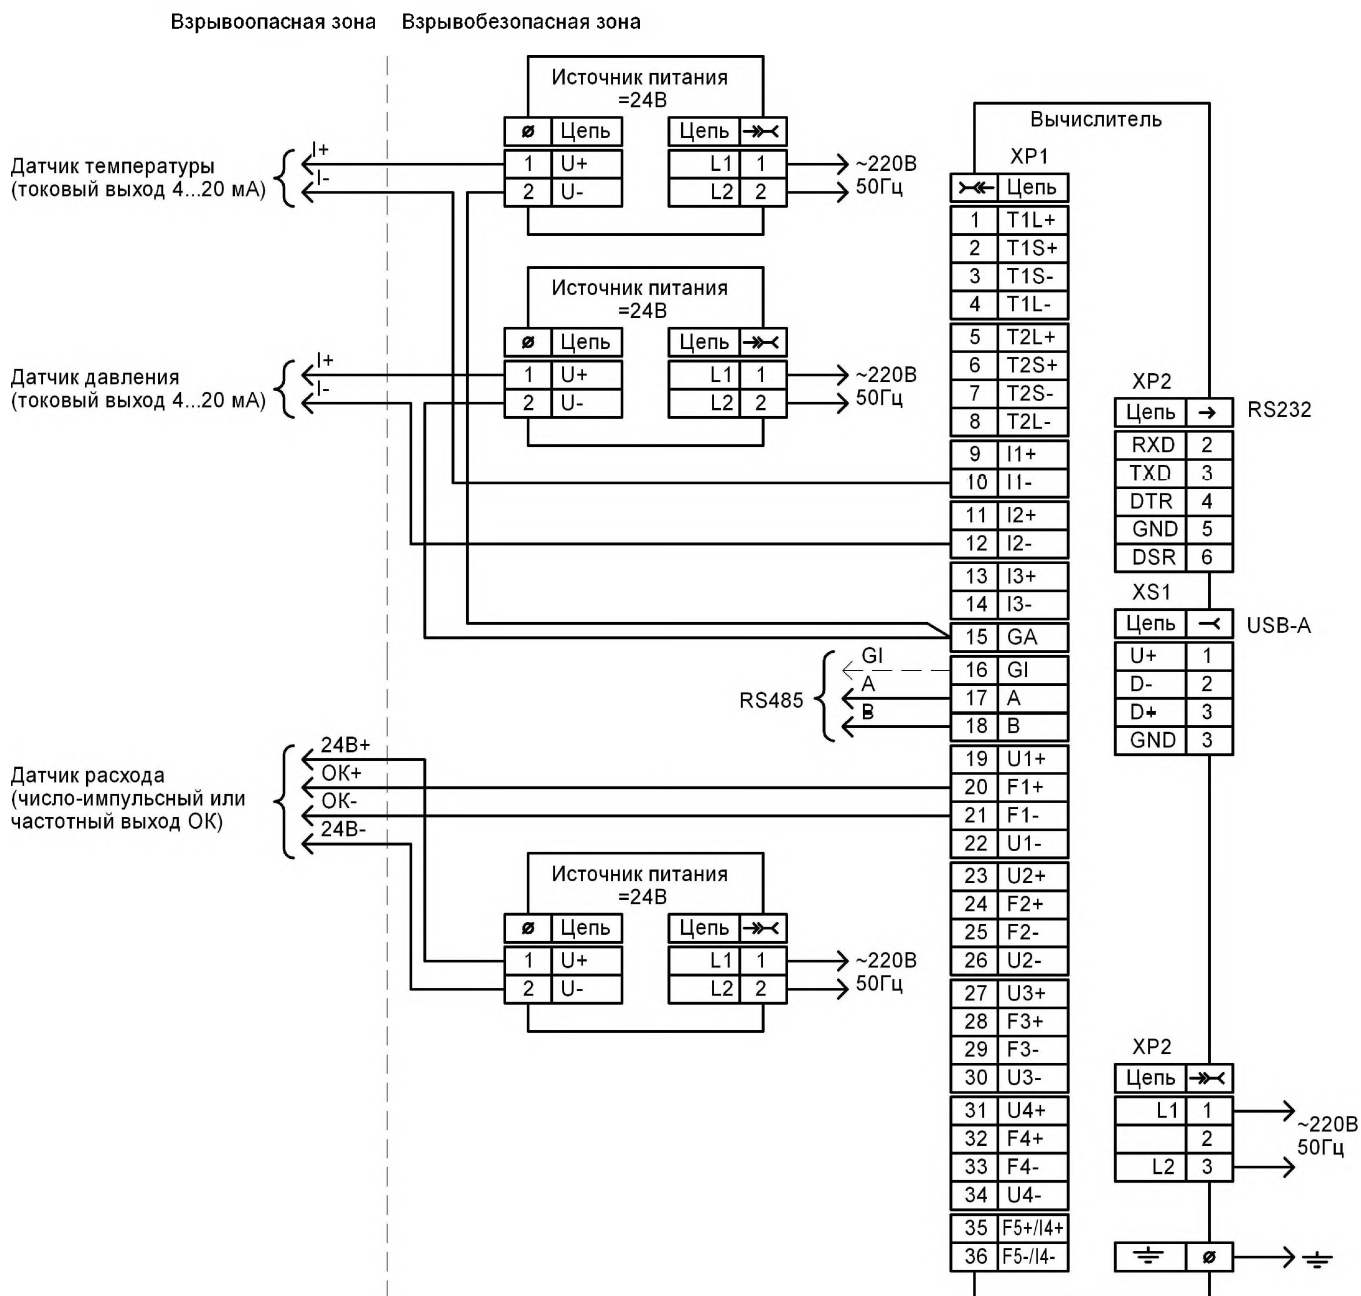 Взрывоопасная зона Взрывобезопасная зона
Источник питания
=24В
ø Цепь Цепь
1 U+ L1 1
2 U- L2 2
~220В
50Гц
I+
I-
Датчик температуры
(токовый выход 4...20 мА)
Источник питания
=24В
ø Цепь Цепь
1 U+ L1 1
2 U- L2 2
~220В
50Гц
I+
I-
Датчик давления
(токовый выход 4...20 мА)
GI
A
B
RS485
24В+
ОК+
ОК-
24В-
Датчик расхода
(число-импульсный или
частотный выход ОК)
Источник питания
=24В
ø Цепь Цепь
1 U+ L1 1
2 U- L2 2
~220В
50Гц
Вычислитель
XP1
Цепь
1 T1L+
2 T1S+
3 T1S-
4 T1L-
5 T2L+
6 T2S+
7 T2S-
8 T2L-
9 I1+
10 I1-
11 I2+
12 I2-
13 I3+
14 I3-
15 GA
16 GI
17 A
18 B
19 U1+
20 F1+
21 F1-
22 U1-
23 U2+
24 F2+
25 F2-
26 U2-
27 U3+
28 F3+
29 F3-
30 U3-
31 U4+
32 F4+
33 F4-
34 U4-
35 F5+/I4+
36 F5-/I4-
XP2
Цепь RS232
RXD 2
TXD 3
DTR 4
GND 5
DSR 6
XS1
Цепь USB-A
U+ 1
D- 2
D+ 3
GND 3
XP2
Цепь
L1 1
2
L2 3
~220В
50Гц
ø